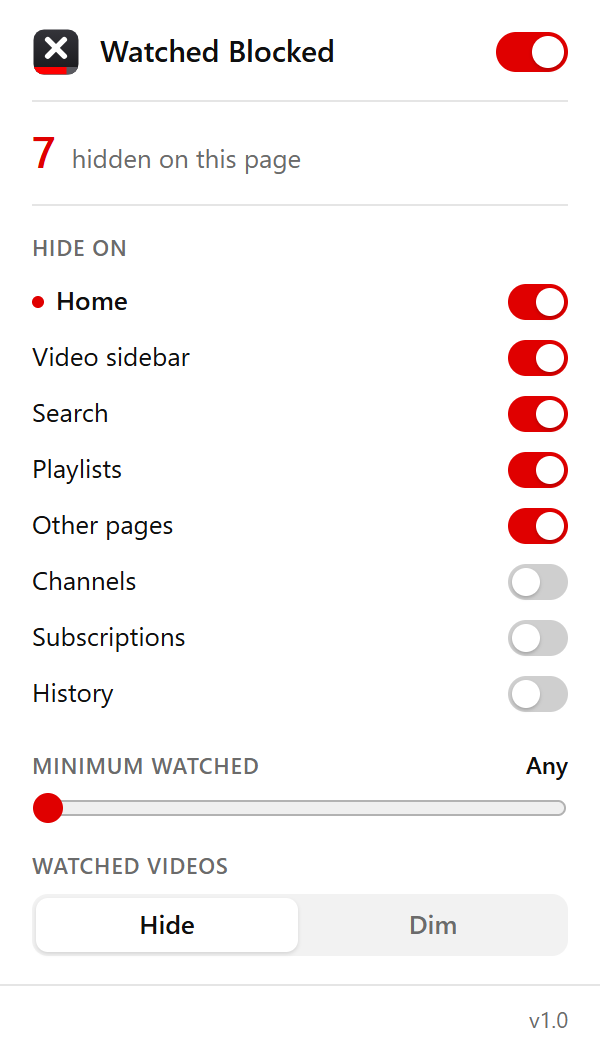 Watched Blocked
7 hidden on this page
HIDE ON
Home
Video sidebar
Search
Playlists
Other pages
Channels
Subscriptions
History
MINIMUM WATCHED Any
WATCHED VIDEOS
Hide Dim
v1.0